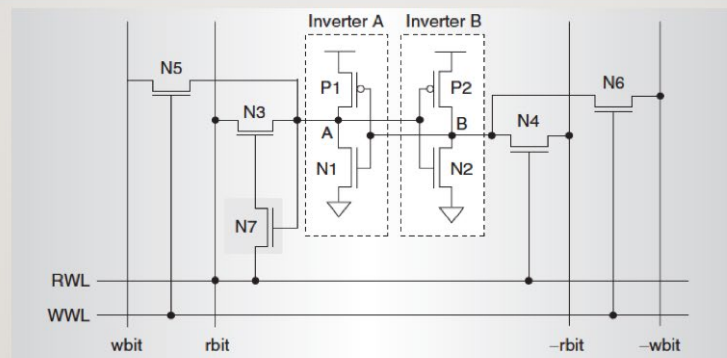 Inverter A Inverter B
N5 P1 P2 N6
N3 A B N4
N1 N2
N7
RWL
WWL
wbit rbit –rbit –wbit